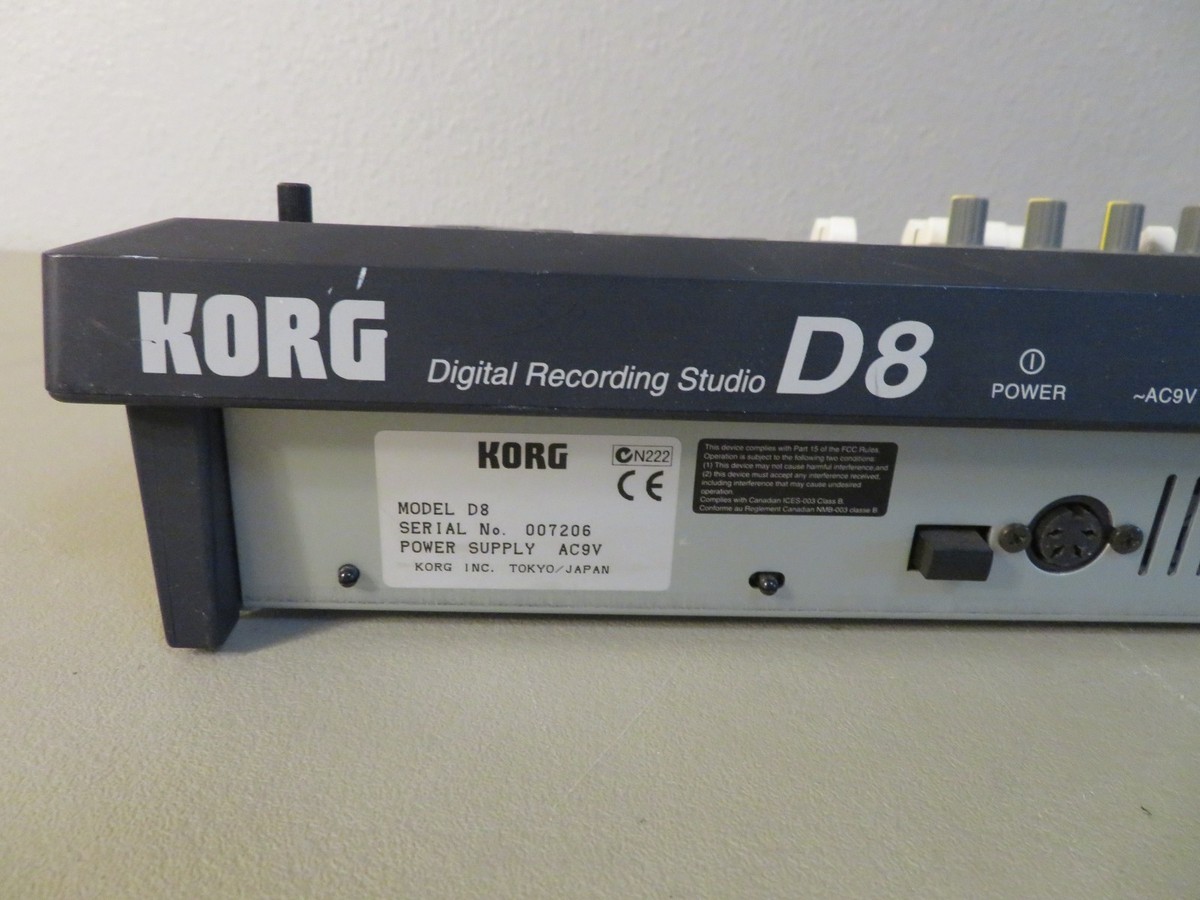 KORG
Digital Recording Studio D8
POWER
~AC9V
KORG
N222
CE
MODEL D8
SERIAL No. 007206
POWER SUPPLY AC9V
KORG INC. TOKYO/JAPAN
This device complies with Part 15 of the FCC Rules.
Operation is subject to the following two conditions:
(1) This device may not cause harmful interference,and
(2) this device must accept any interference received,
including interference that may cause undesired
operation.
Complies with Canadian ICES-003 Class B.
Conforme au Reglement Canadien NMB-003 classe B